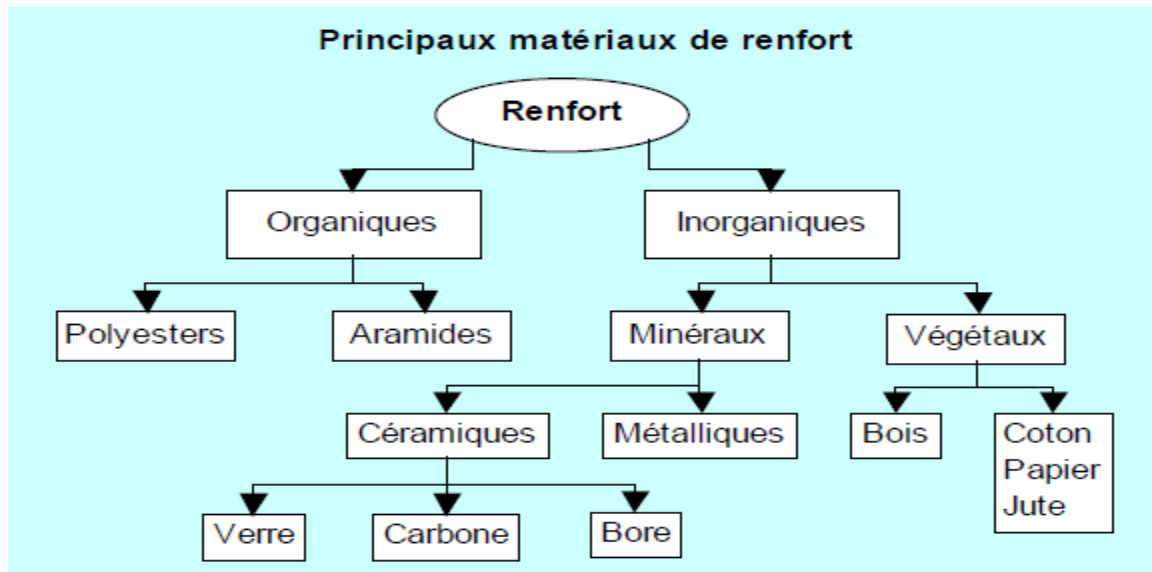 Principaux matériaux de renfort
Renfort
Organiques
Inorganiques
Polyesters
Aramides
Minéraux
Végétaux
Céramiques
Métalliques
Bois
Coton
Papier
Jute
Verre
Carbone
Bore